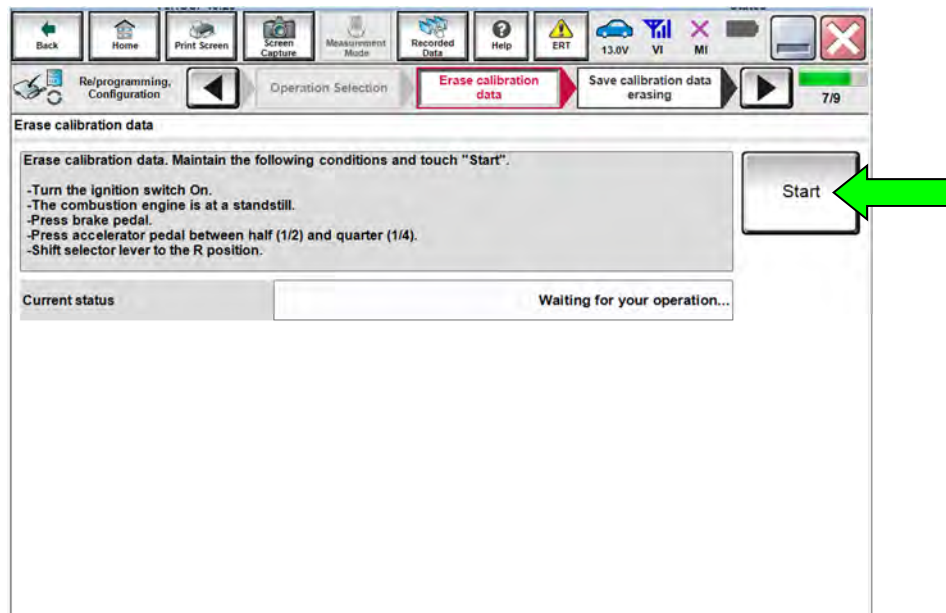 Back
Home
Print Screen
Screen
Capture
Measurement
Mode
Recorded
Data
Help
ERT
13.0V
VI
MI
Re/programming,
Configuration
Operation Selection
Erase calibration
data
Save calibration data
erasing
7/9
Erase calibration data
Erase calibration data. Maintain the following conditions and touch "Start".
-Turn the ignition switch On.
-The combustion engine is at a standstill.
-Press brake pedal.
-Press accelerator pedal between half (1/2) and quarter (1/4).
-Shift selector lever to the R position.
Start
Current status
Waiting for your operation...